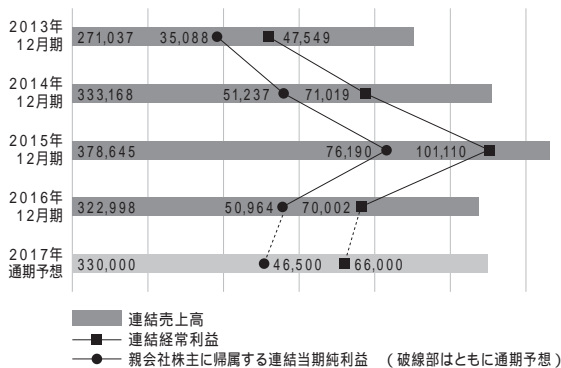 2013年
12月期
271,037 35,088 47,549
2014年
12月期
333,168 51,237 71,019
2015年
12月期
378,645 76,190 101,110
2016年
12月期
322,998 50,964 70,002
2017年
通期予想
330,000 46,500 66,000
連結売上高
連結経常利益
親会社株主に帰属する連結当期純利益 （破線部はともに通期予想）